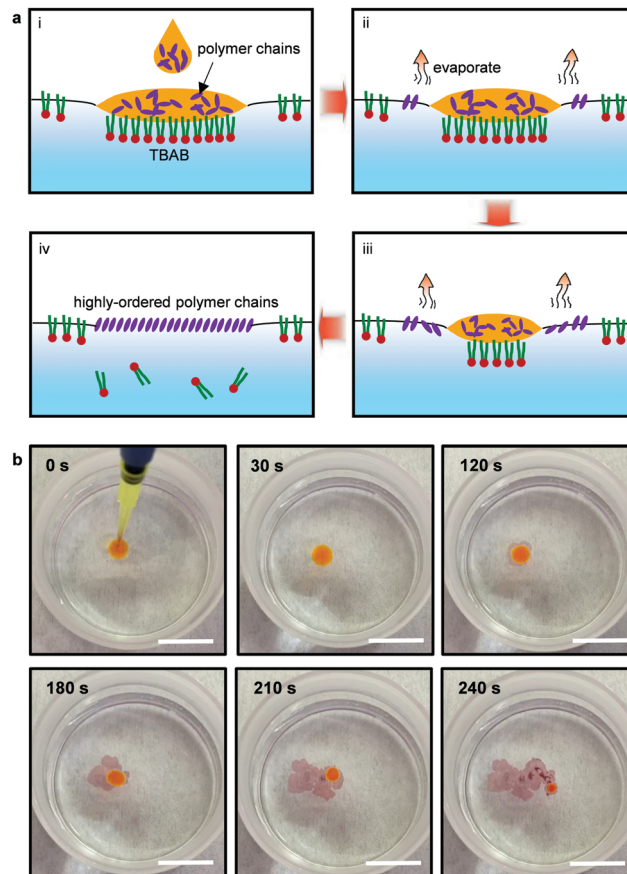 a
i
polymer chains
TBAB
ii
evaporate
iv
highly-ordered polymer chains
iii
b
0 s
30 s
120 s
180 s
210 s
240 s